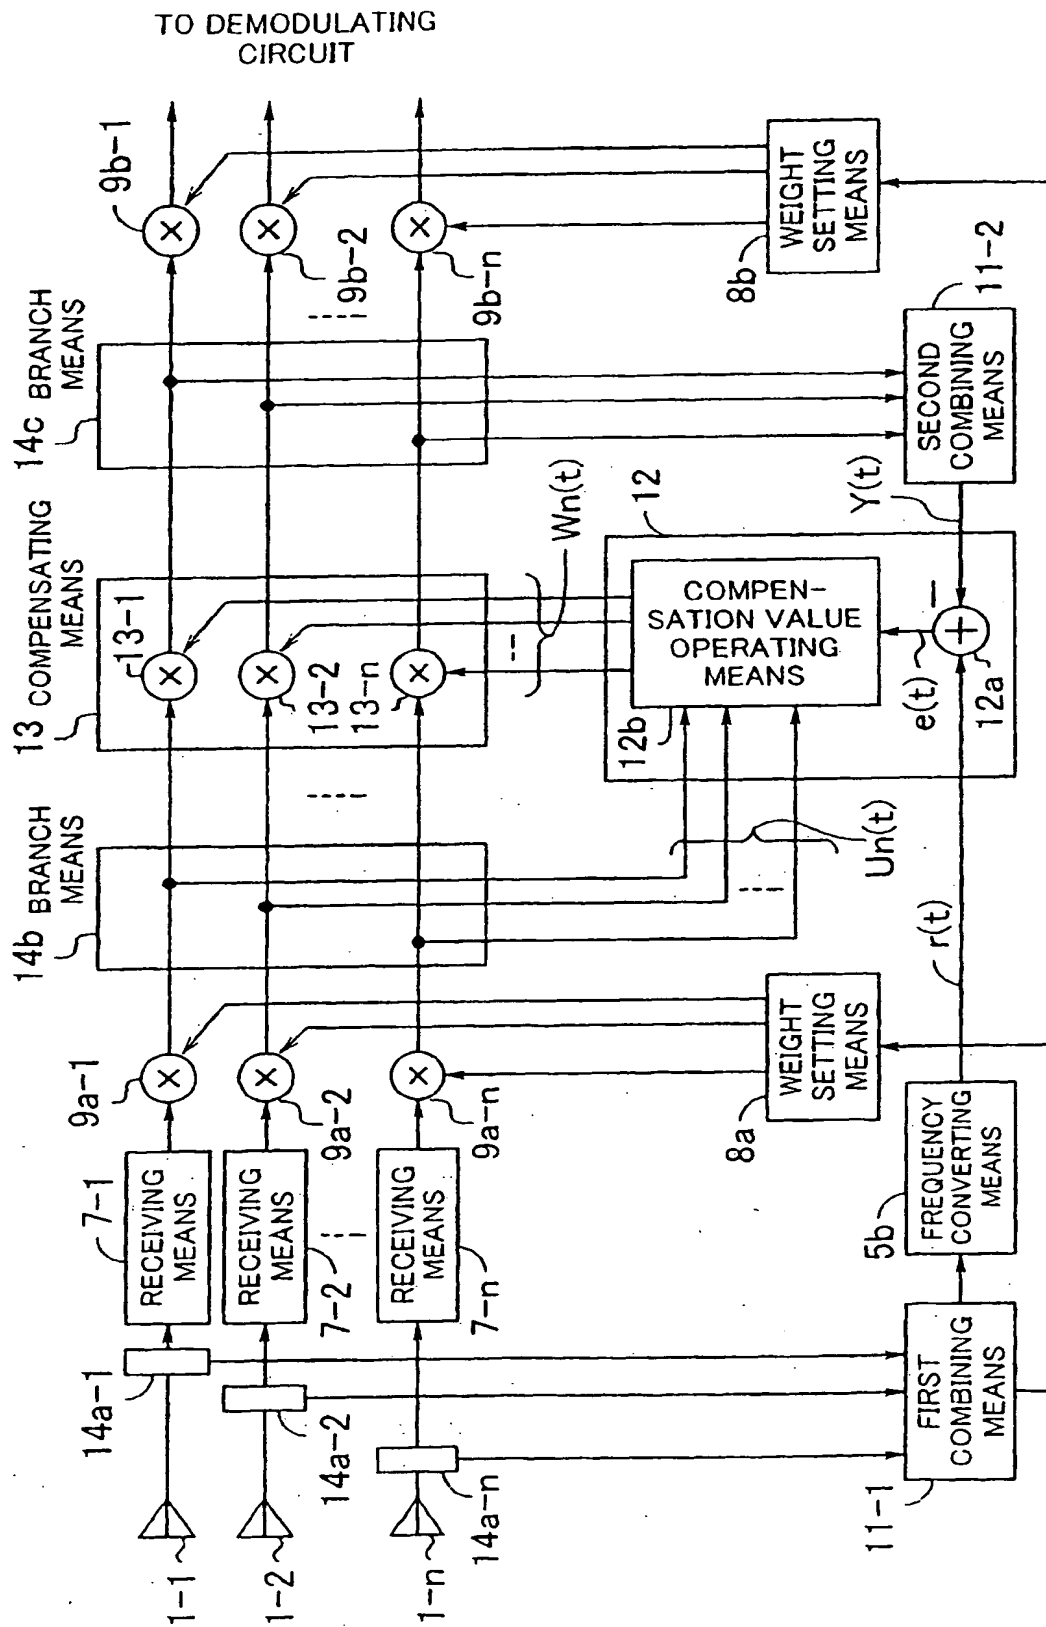 TO DEMODULATING
CIRCUIT
9b-1
9b-2
9b-n
WEIGHT
SETTING
MEANS
8b
14c BRANCH
MEANS
SECOND
COMBINING
MEANS
11-2
Y(t)
13 COMPENSATING
MEANS
13-1
13-2
13-n
Wn(t)
12
COMPEN-
SATION VALUE
OPERATING
MEANS
12b
e(t)
12a
14b BRANCH
MEANS
Un(t)
r(t)
9a-1
9a-2
9a-n
WEIGHT
SETTING
MEANS
8a
FREQUENCY
CONVERTING
MEANS
5b
7-1
RECEIVING
MEANS
RECEIVING
MEANS
7-2
RECEIVING
MEANS
7-n
14a-1
14a-2
14a-n
FIRST
COMBINING
MEANS
11-1
1-1
1-2
1-n